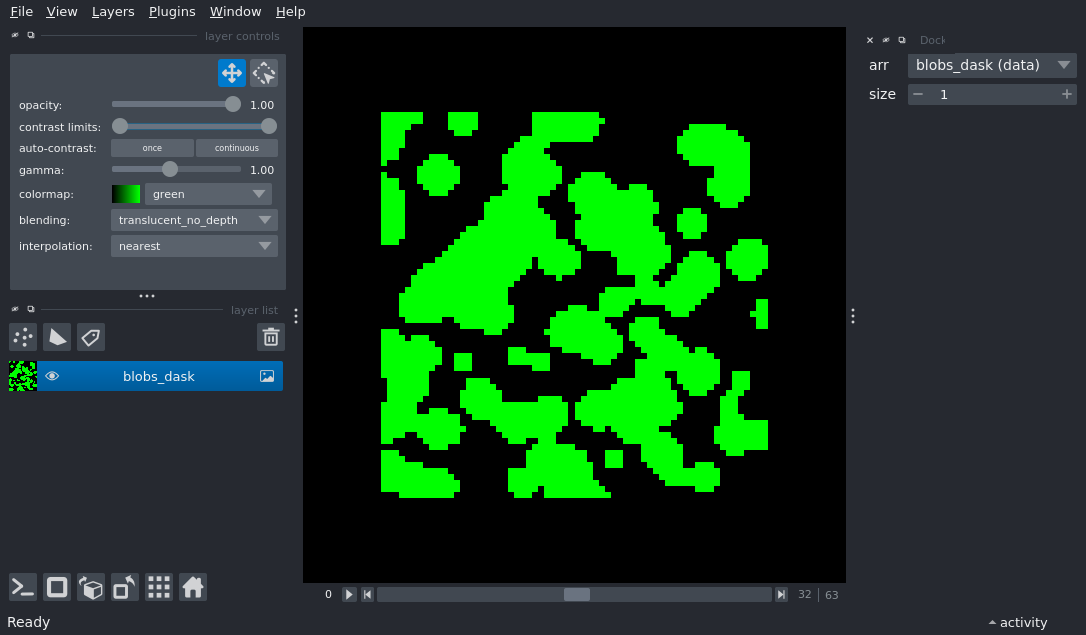 File View Layers Plugins Window Help
layer controls
opacity: 1.00
contrast limits:
auto-contrast: once continuous
gamma: 1.00
colormap: green
blending: translucent_no_depth
interpolation: nearest
layer list
blobs_dask
0 32 63
Dock
arr blobs_dask (data)
size 1
Ready
activity